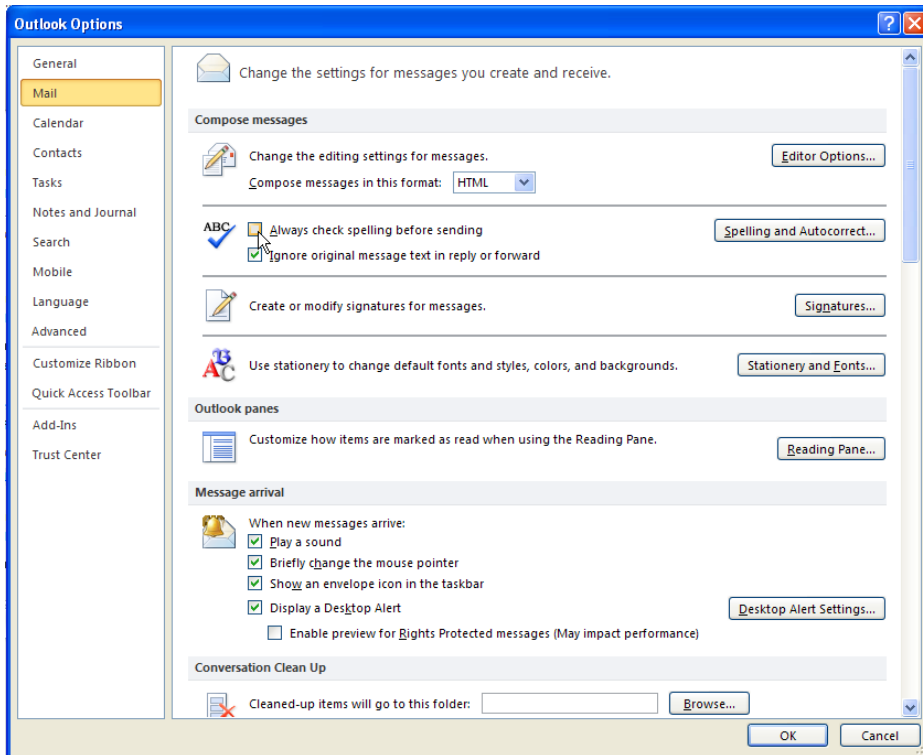 Outlook Options
General
Mail
Calendar
Contacts
Tasks
Notes and Journal
Search
Mobile
Language
Advanced
Customize Ribbon
Quick Access Toolbar
Add-Ins
Trust Center
Change the settings for messages you create and receive.
Compose messages
Change the editing settings for messages.
Editor Options...
Compose messages in this format: HTML
ABC
Always check spelling before sending
Spelling and Autocorrect...
Ignore original message text in reply or forward
Create or modify signatures for messages.
Signatures...
ABC
Use stationery to change default fonts and styles, colors, and backgrounds.
Stationery and Fonts...
Outlook panes
Customize how items are marked as read when using the Reading Pane.
Reading Pane...
Message arrival
When new messages arrive:
Play a sound
Briefly change the mouse pointer
Show an envelope icon in the taskbar
Display a Desktop Alert
Desktop Alert Settings...
Enable preview for Rights Protected messages (May impact performance)
Conversation Clean Up
Cleaned-up items will go to this folder:
Browse...
OK
Cancel